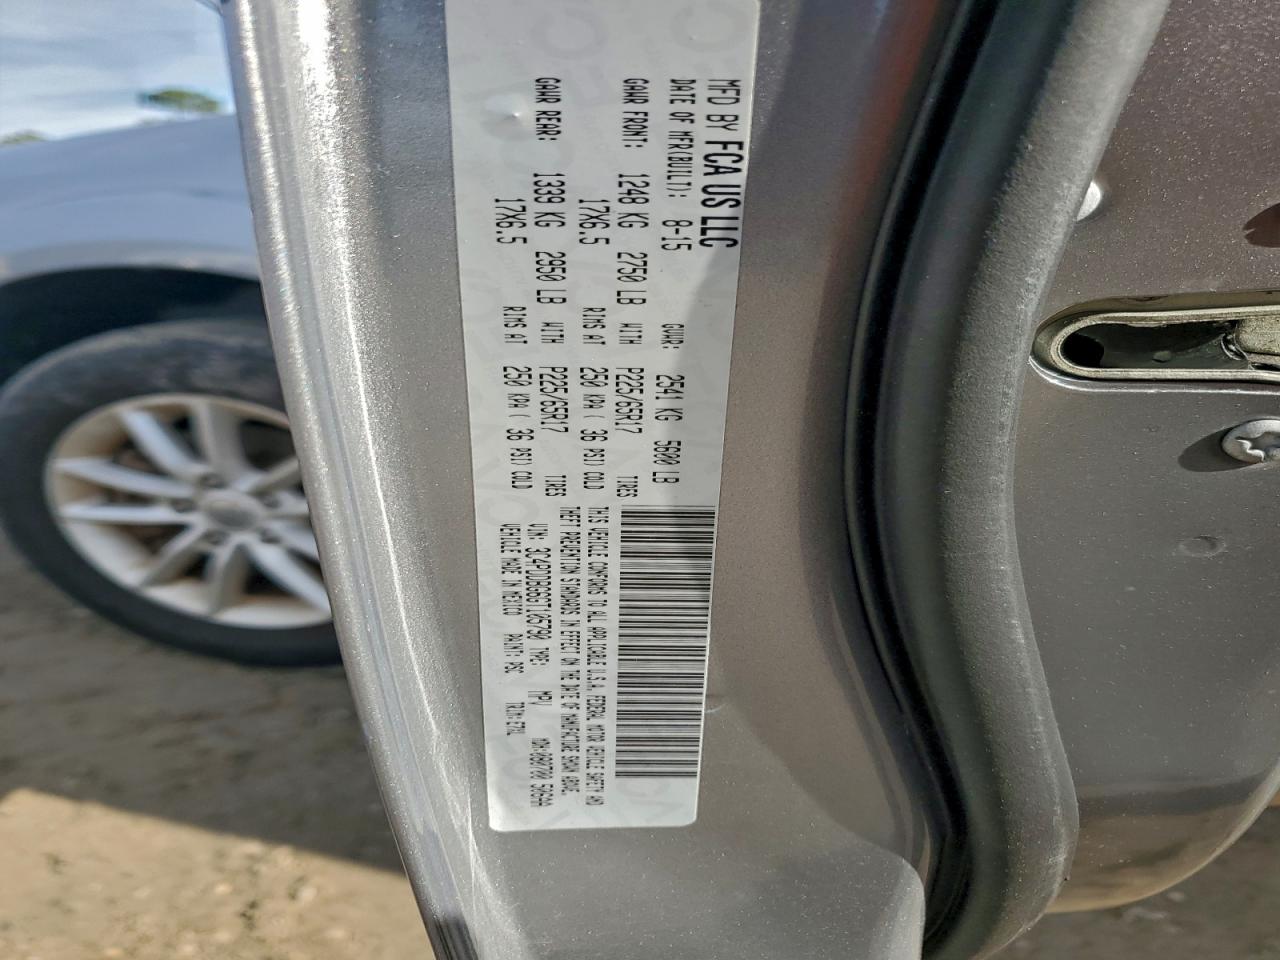 MFD BY FCA US LLC
DATE OF MFR(BUILT): 8-15 GVWR: 2541 KG 5600 LB
GAWR FRONT: 1248 KG 2750 LB WITH P225/65R17 TIRES
17X6.5 RIMS AT 250 KPA ( 36 PSI) COLD
GAWR REAR: 1339 KG 2950 LB WITH P225/65R17 TIRES
17X6.5 RIMS AT 250 KPA ( 36 PSI) COLD
THIS VEHICLE CONFORMS TO ALL APPLICABLE U.S.A. FEDERAL MOTOR VEHICLE SAFETY AND
THEFT PREVENTION STANDARDS IN EFFECT ON THE DATE OF MANUFACTURE SHOWN ABOVE.
VIN: 3C4PDDBG9GT105790 TYPE: MPV
VEHICLE MADE IN MEXICO PAINT: PSC